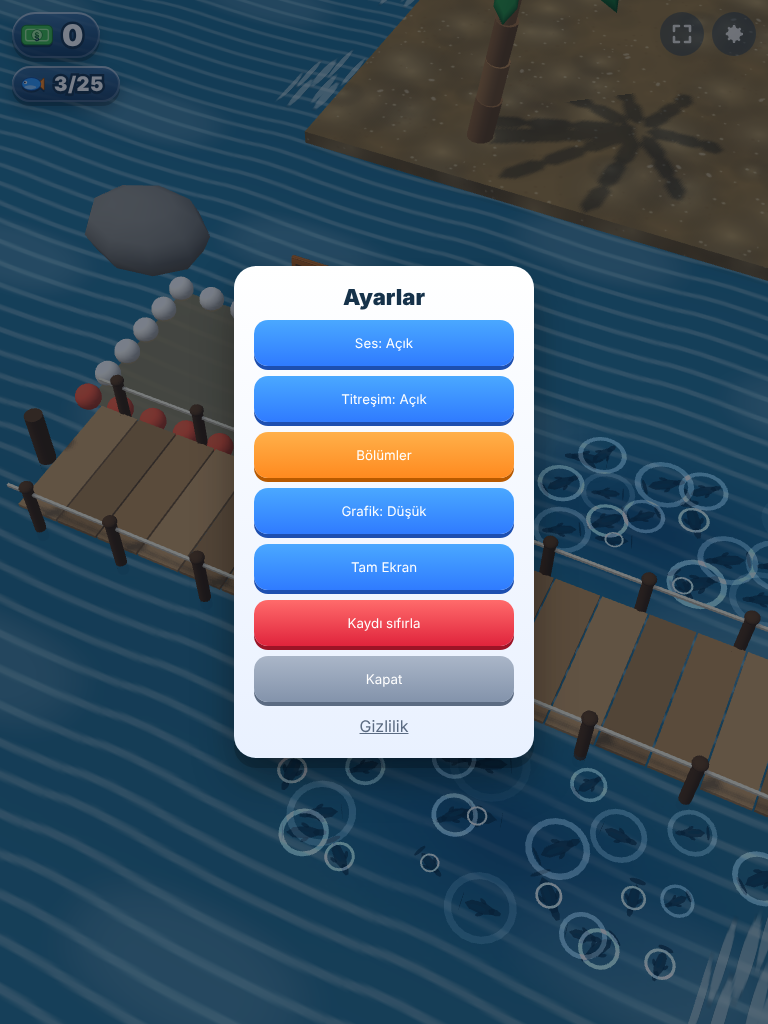 0
3/25
Ayarlar
Ses: Açık
Titreşim: Açık
Bölümler
Grafik: Düşük
Tam Ekran
Kaydı sıfırla
Kapat
Gizlilik